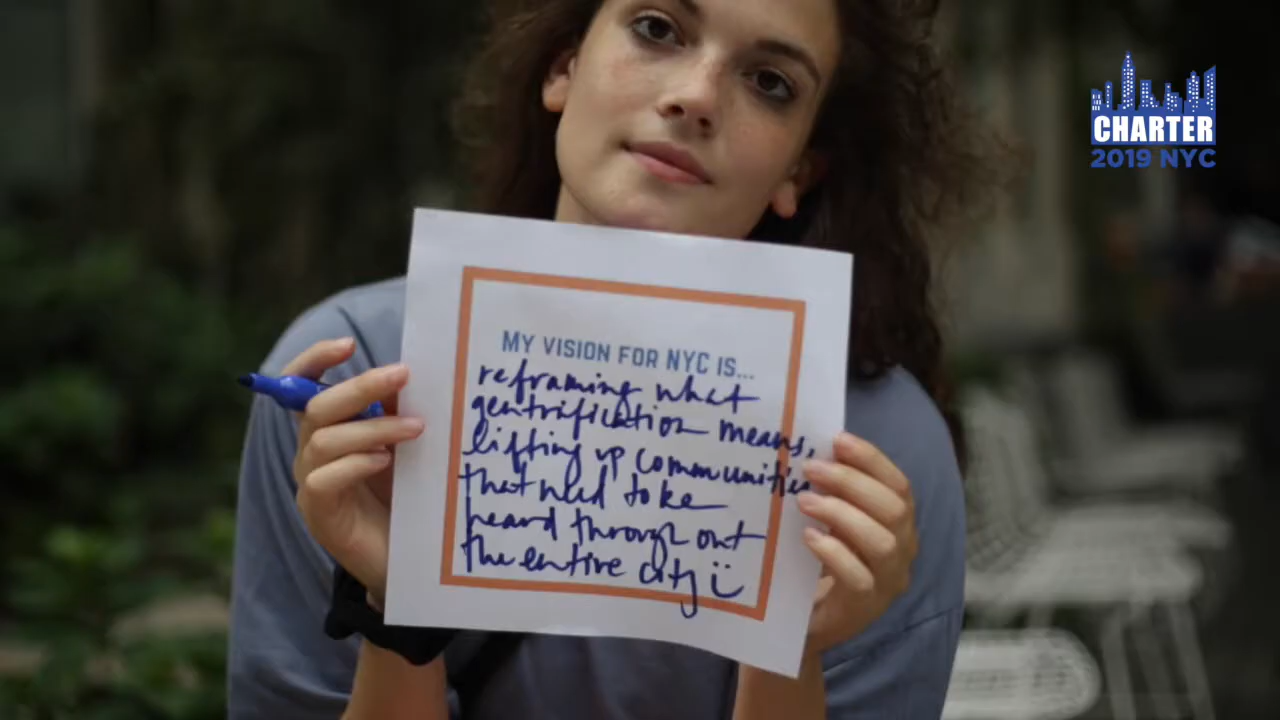 CHARTER
2019 NYC
MY VISION FOR NYC IS...
reframing what
gentrification means,
lifting up communities
that need to be
heard through out
the entire city